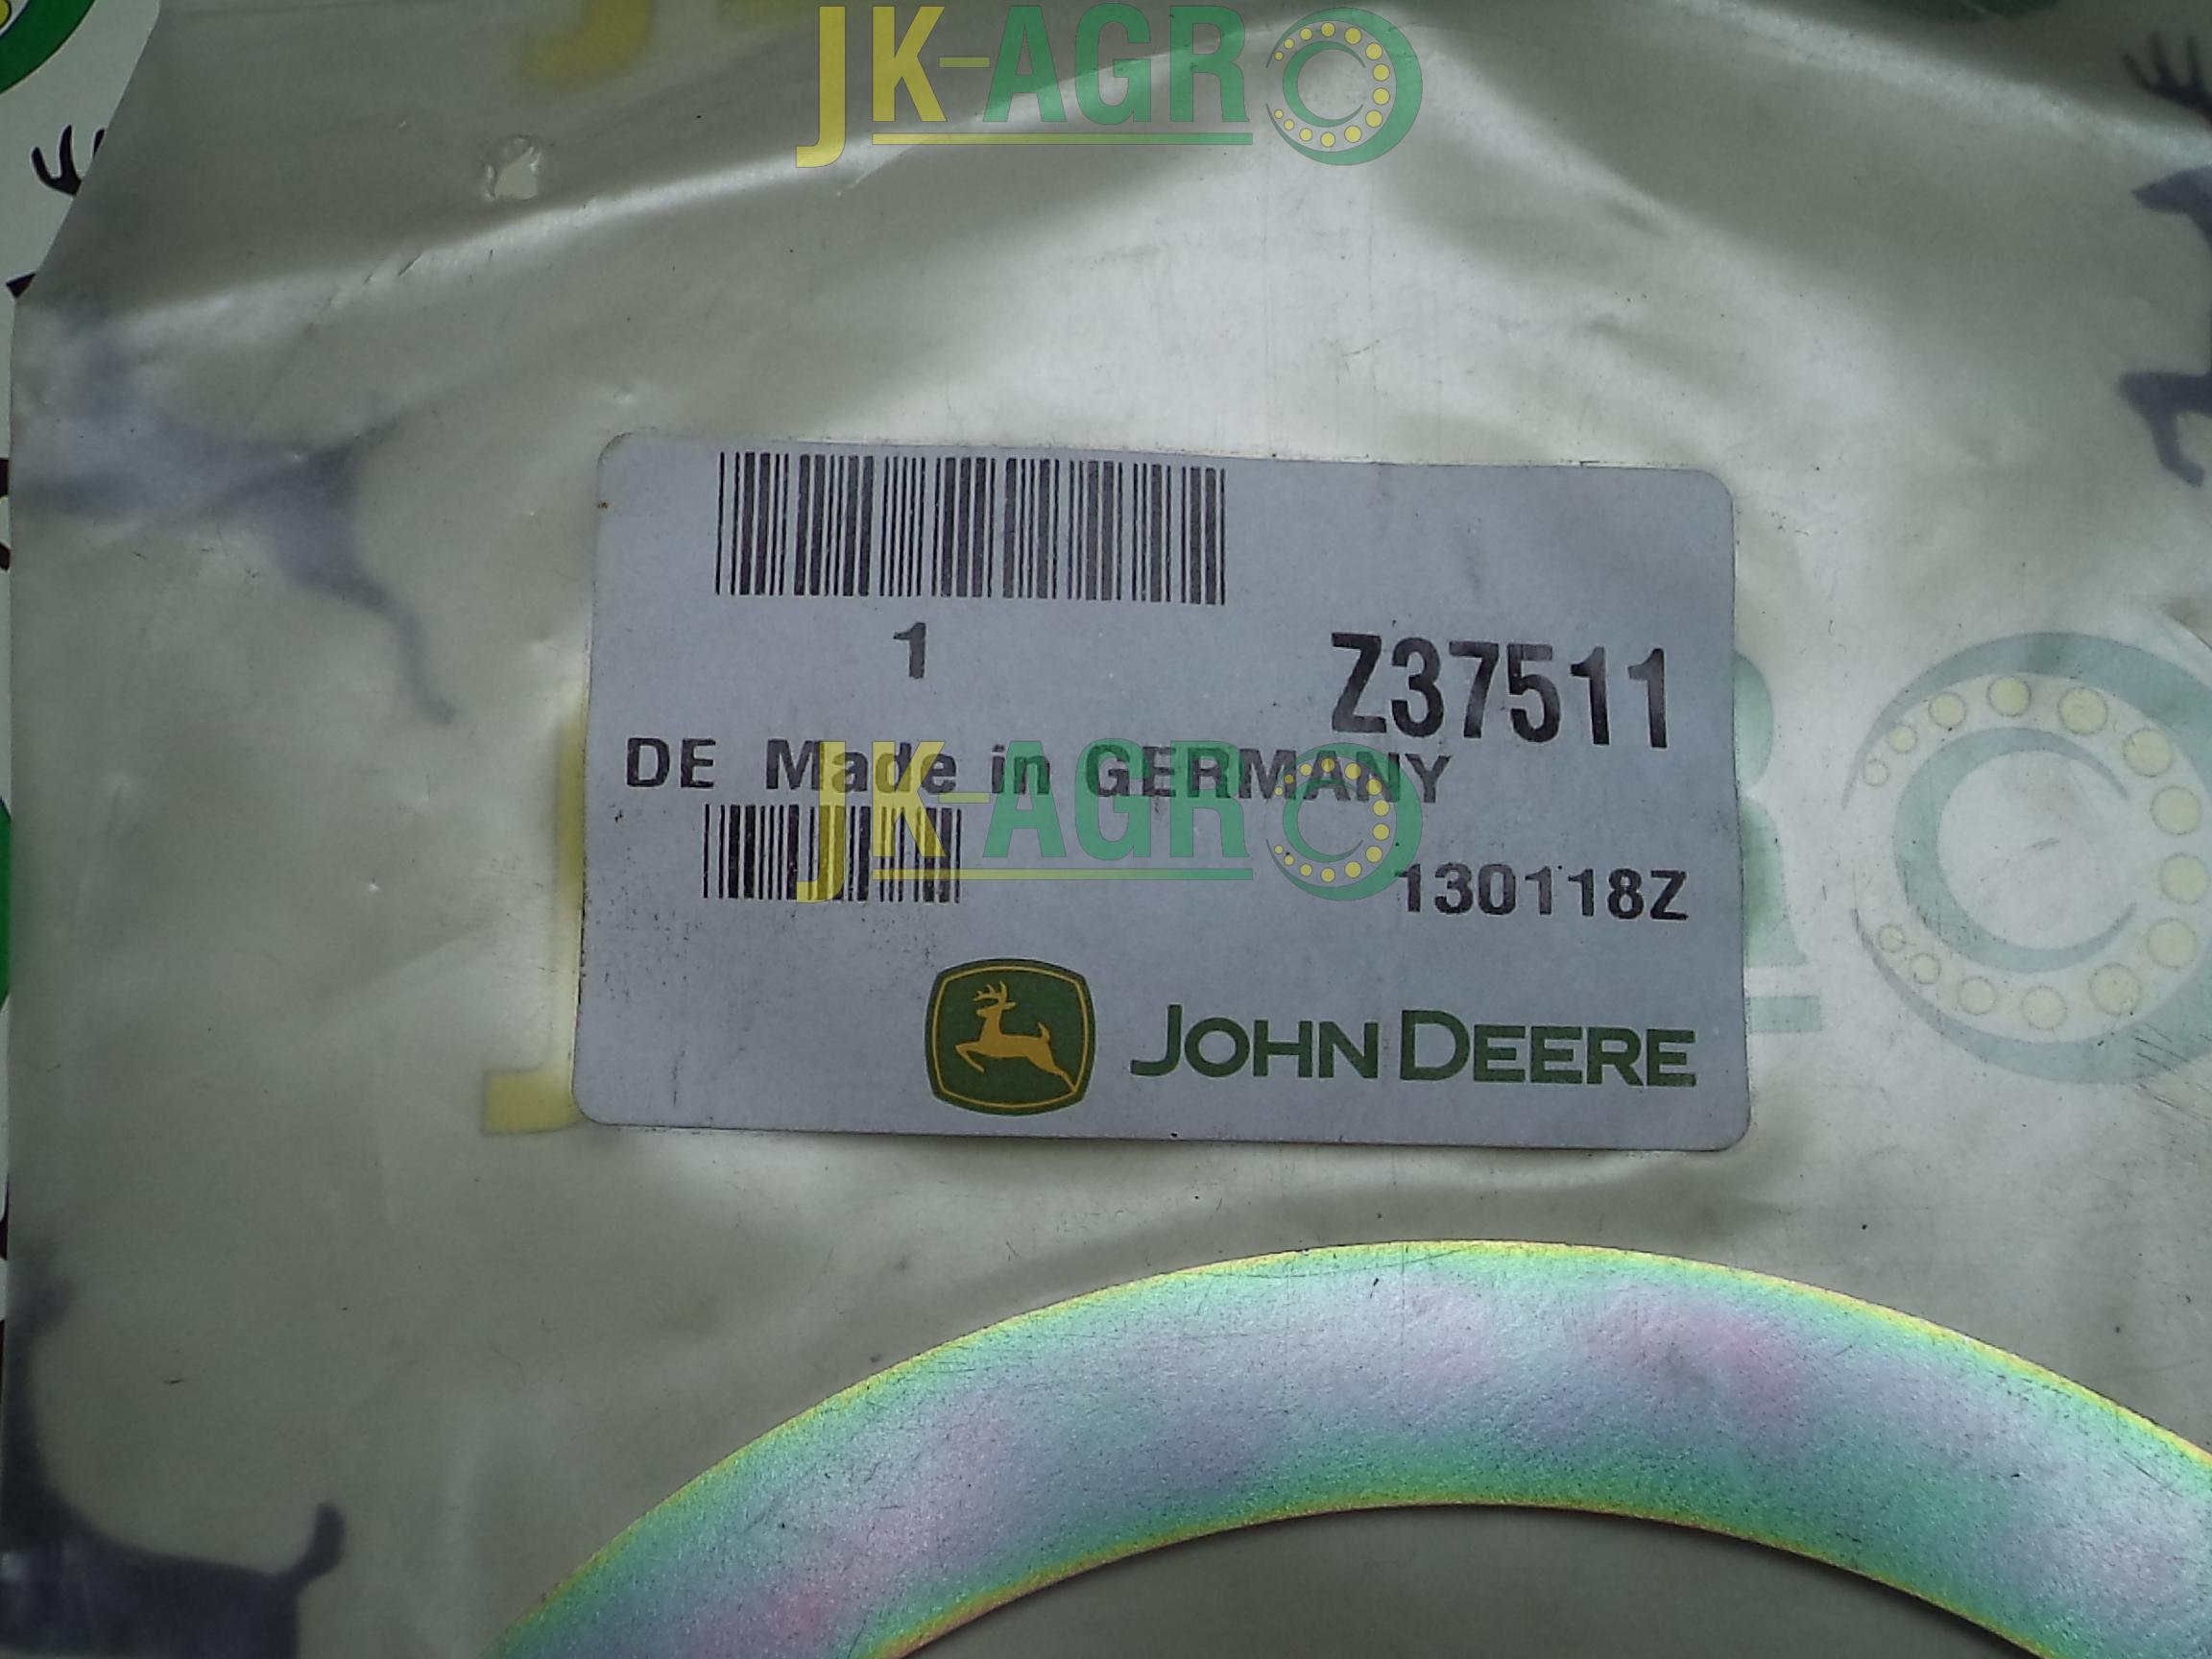 JK-AGRO
1
Z37511
DE Made in GERMANY
JK-AGRO
130118Z
JOHN DEERE